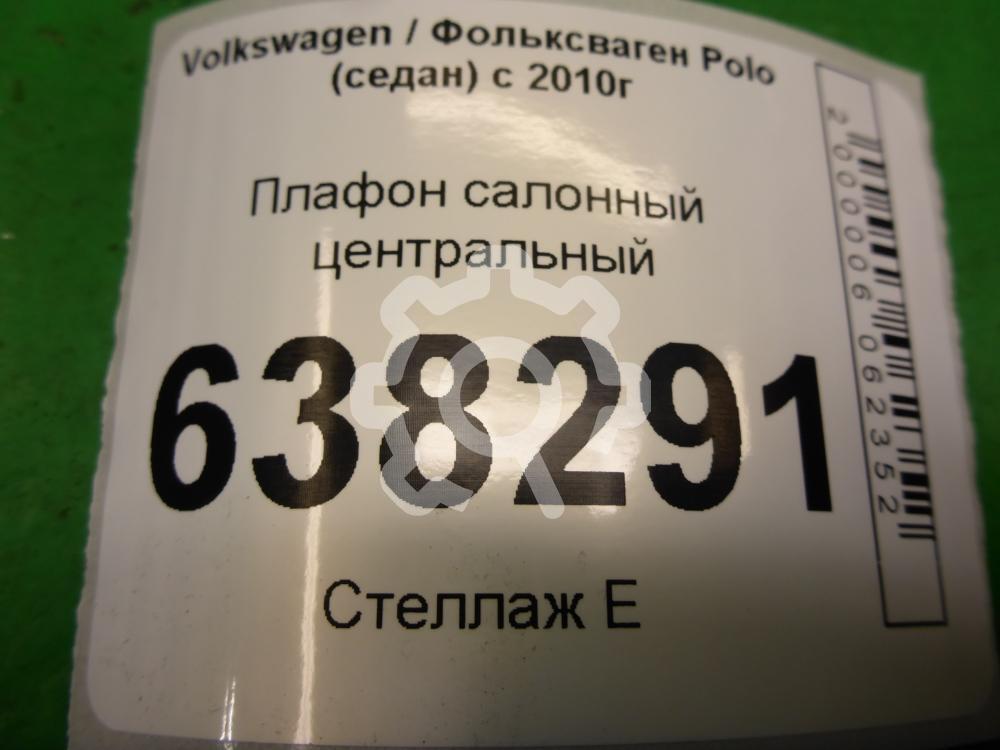 Volkswagen / Фольксваген Polo
(седан) с 2010г
Плафон салонный
центральный
638291
Стеллаж Е
2000006062352